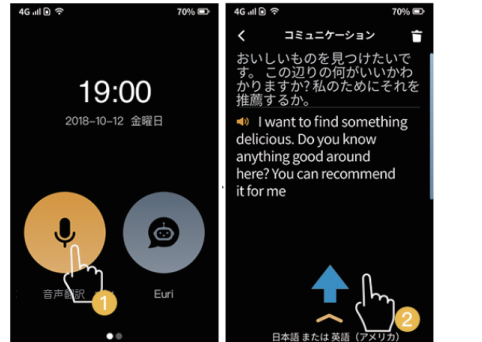 4G 70%
19:00
2018-10-12 金曜日
音声翻訳
Euri
1
4G 70%
コミュニケーション
おいしいものを見つけたいで
す。 この辺りの何がいいかわ
かりますか? 私のためにそれを
推薦するか。
I want to find something
delicious. Do you know
anything good around
here? You can recommend
it for me
2
日本語 または 英語（アメリカ）